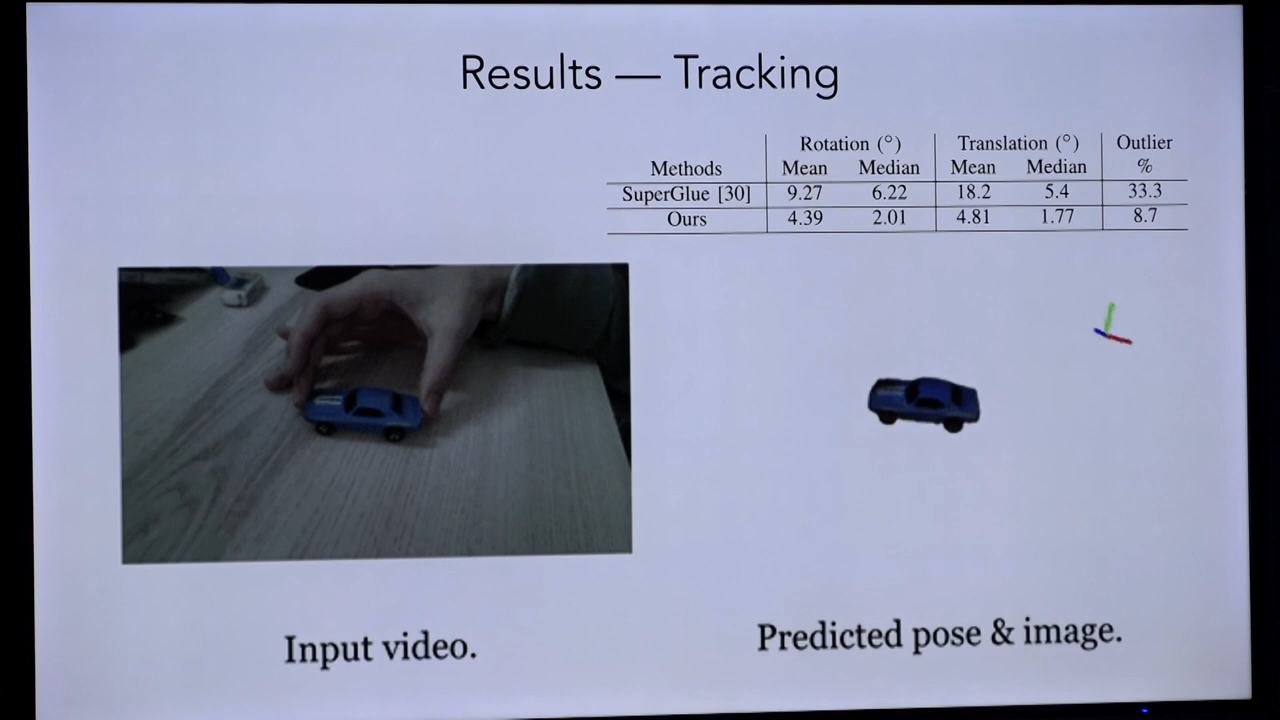 Results — Tracking
Rotation (°) Translation (°) Outlier
Methods Mean Median Mean Median %
SuperGlue [30] 9.27 6.22 18.2 5.4 33.3
Ours 4.39 2.01 4.81 1.77 8.7
Input video.
Predicted pose & image.